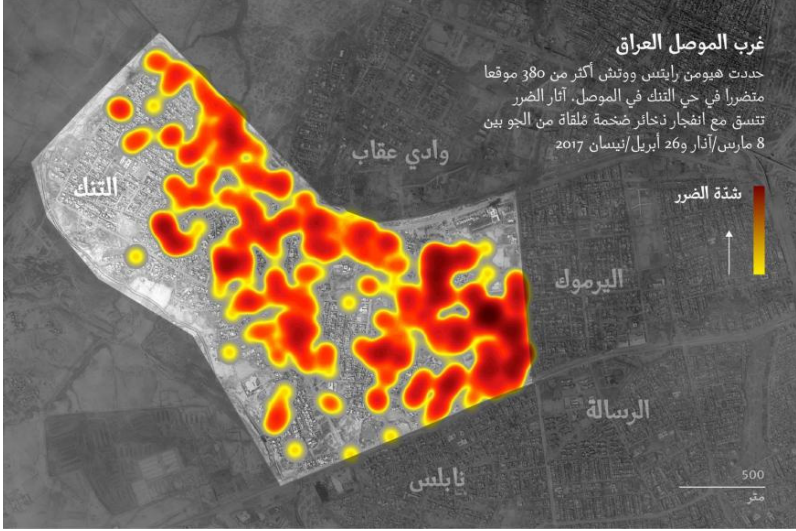 غرب الموصل العراق
حددت هيومن رايتس ووتش أكثر من 380 موقعا
متضررا في حي التنك في الموصل. آثار الضرر
تتسق مع انفجار ذخائر ضخمة مُلقاة من الجو بين
8 مارس/آذار و26 أبريل/نيسان 2017
وادي عقاب
التنك
شدّة الضرر
اليرموك
الرسالة
نابلس
500
متر